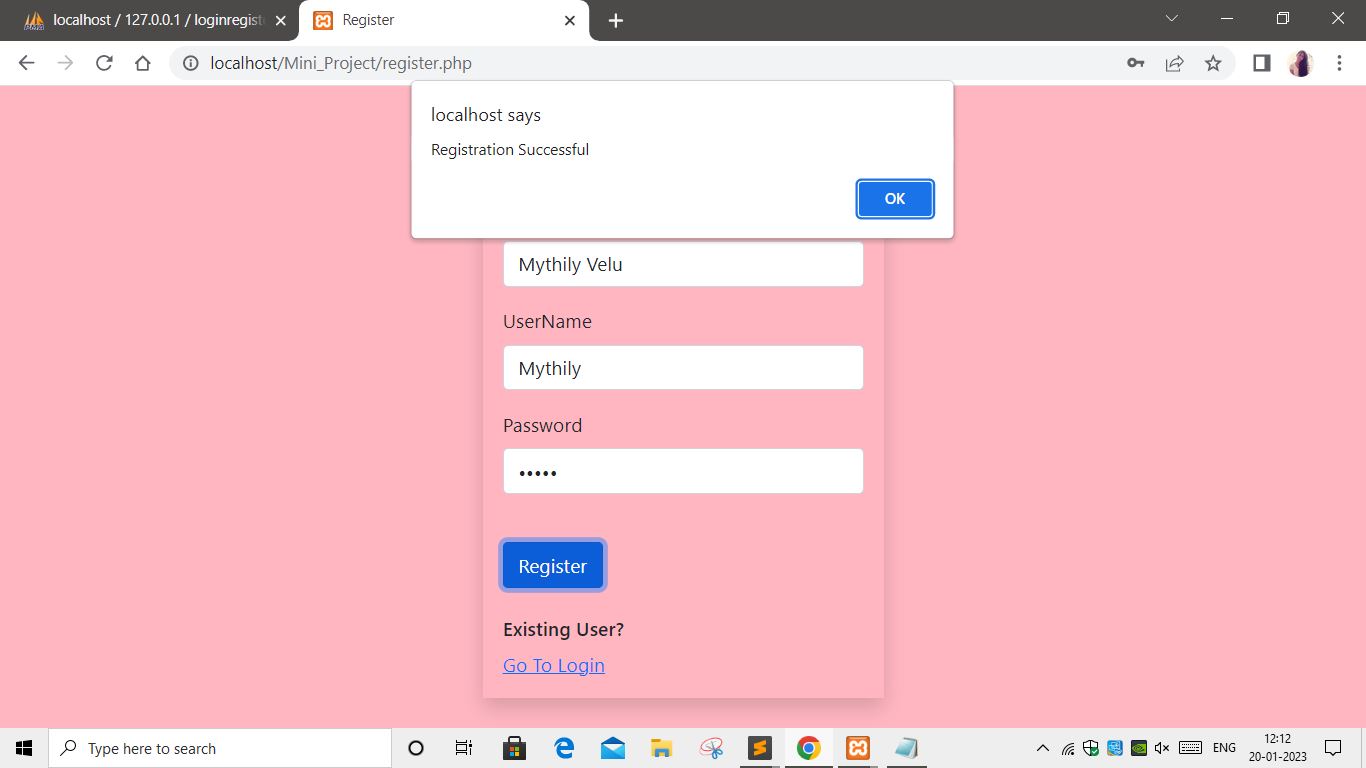 localhost / 127.0.0.1 / loginregist
Register
localhost/Mini_Project/register.php
localhost says
Registration Successful
OK
Mythily Velu
UserName
Mythily
Password
•••••
Register
Existing User?
Go To Login
Type here to search
ENG
12:12
20-01-2023